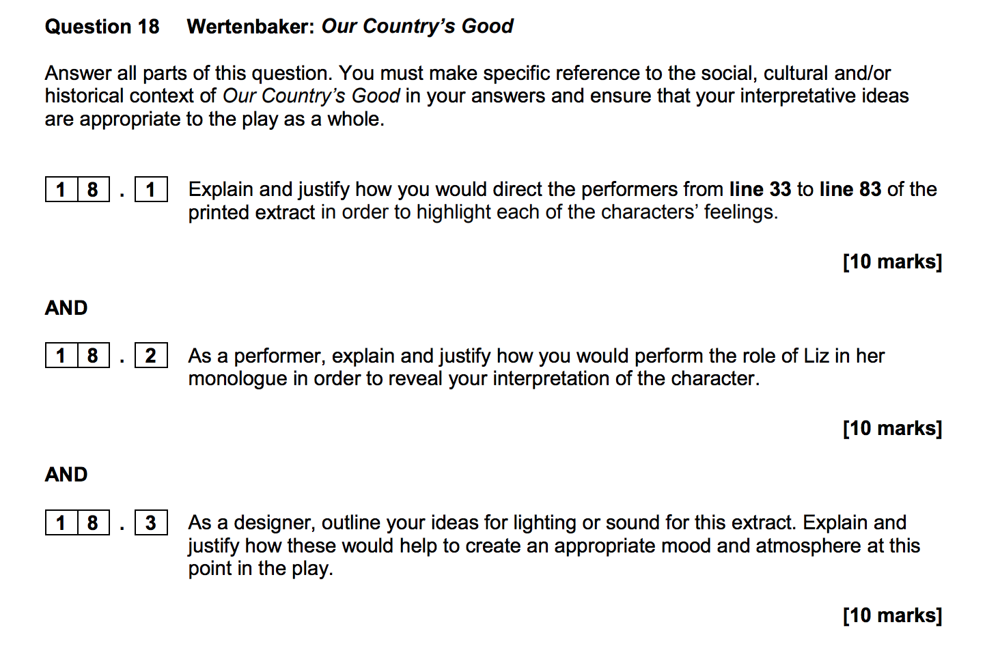 Question 18 Wertenbaker: Our Country’s Good
Answer all parts of this question. You must make specific reference to the social, cultural and/or
historical context of Our Country’s Good in your answers and ensure that your interpretative ideas
are appropriate to the play as a whole.
1 8 . 1 Explain and justify how you would direct the performers from line 33 to line 83 of the
printed extract in order to highlight each of the characters’ feelings.
[10 marks]
AND
1 8 . 2 As a performer, explain and justify how you would perform the role of Liz in her
monologue in order to reveal your interpretation of the character.
[10 marks]
AND
1 8 . 3 As a designer, outline your ideas for lighting or sound for this extract. Explain and
justify how these would help to create an appropriate mood and atmosphere at this
point in the play.
[10 marks]